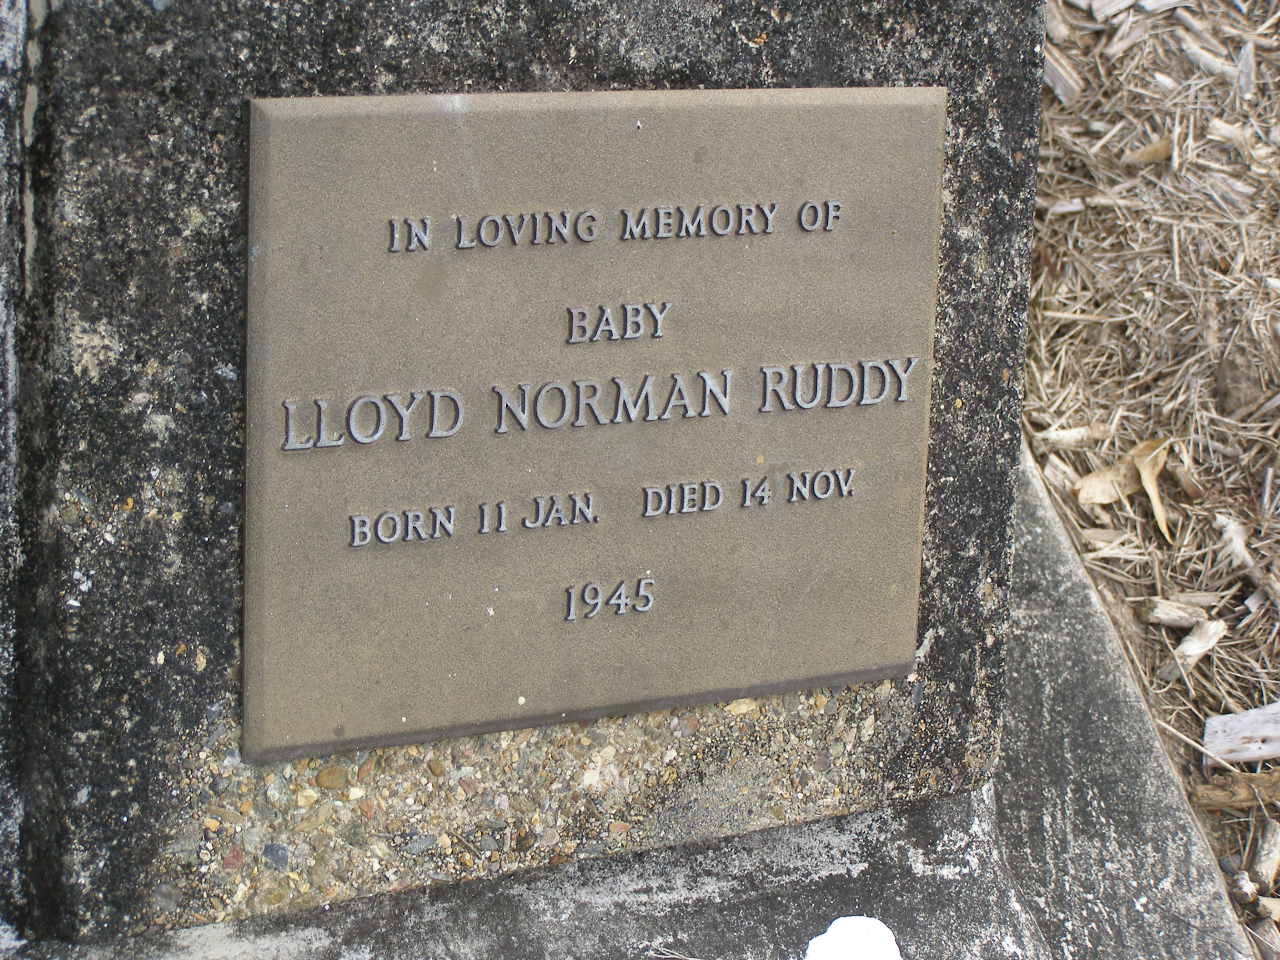 IN LOVING MEMORY OF
BABY
LLOYD NORMAN RUDDY
BORN 11 JAN. DIED 14 NOV.
1945